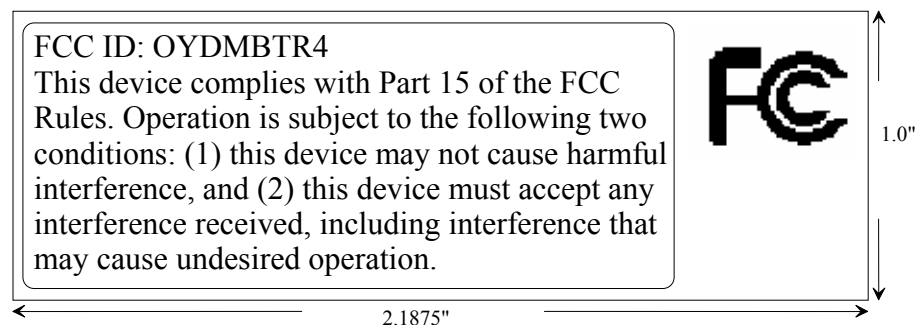 FCC ID: OYDMBTR4
This device complies with Part 15 of the FCC
Rules. Operation is subject to the following two
conditions: (1) this device may not cause harmful
interference, and (2) this device must accept any
interference received, including interference that
may cause undesired operation.
FC
1.0"
2.1875"